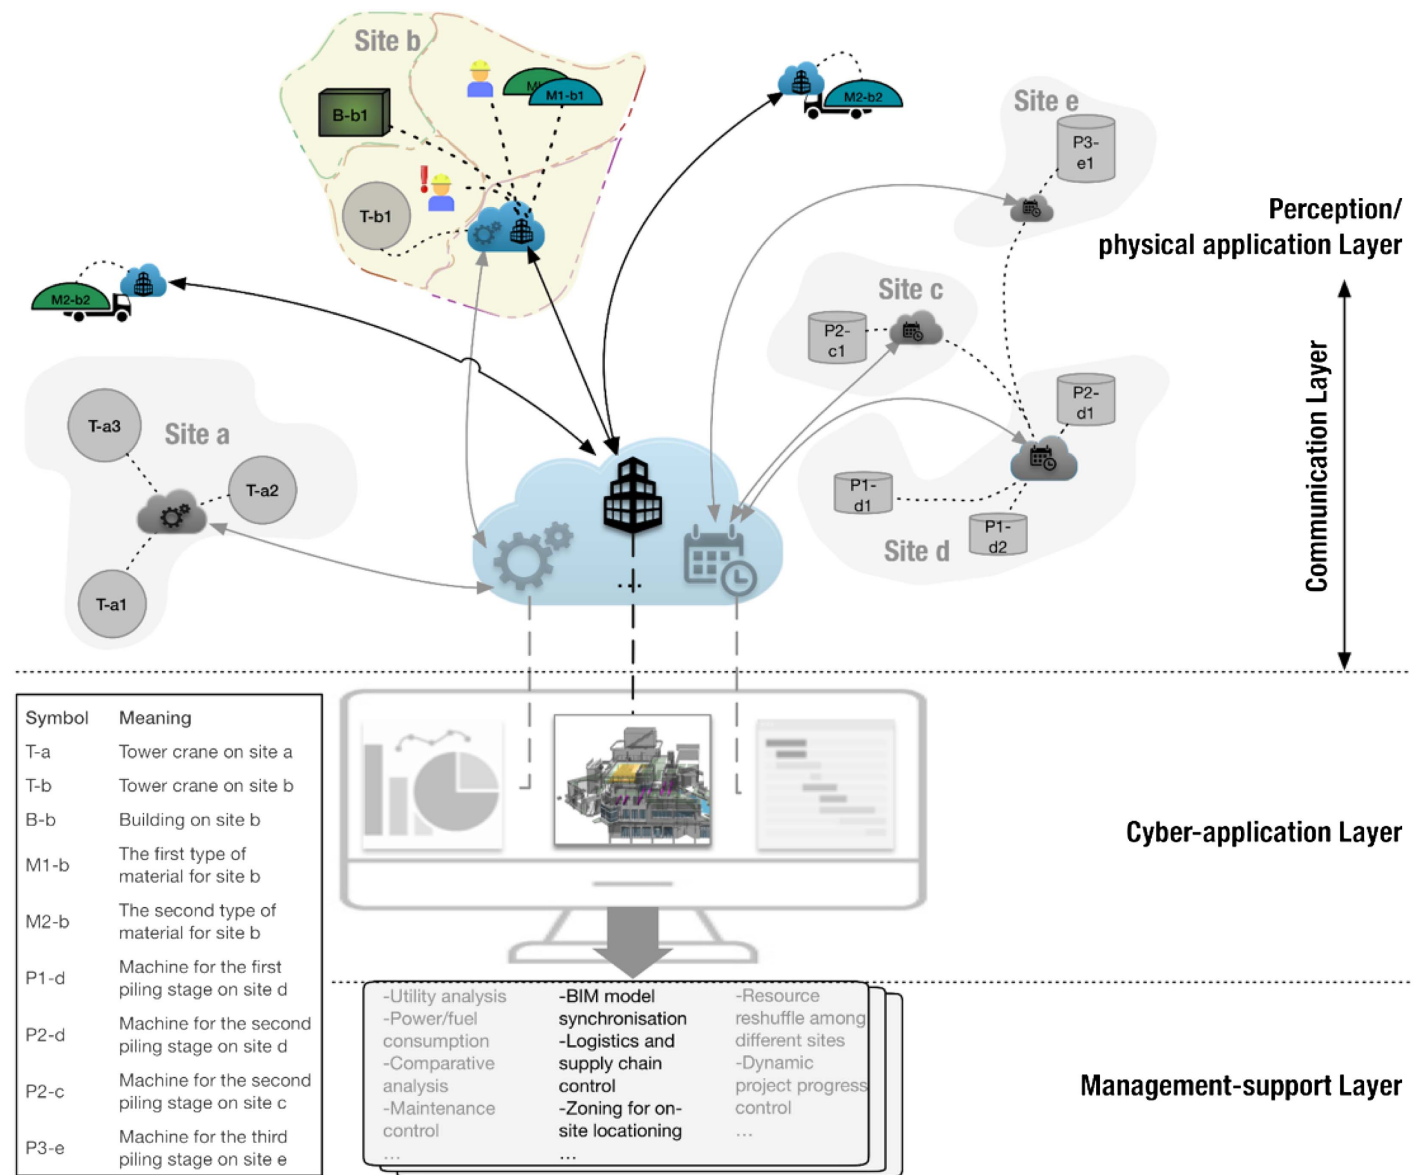 Site b
B-b1
M
M1-b1
T-b1
M2-b2
M2-b2
Site e
P3-
e1
Site c
P2-
c1
P2-
d1
P1-
d1
P1-
d2
Site d
Site a
T-a3
T-a2
T-a1
...
Perception/
physical application Layer
Communication Layer
Cyber-application Layer
Management-support Layer
Symbol Meaning
T-a Tower crane on site a
T-b Tower crane on site b
B-b Building on site b
M1-b The first type of
material for site b
M2-b The second type of
material for site b
P1-d Machine for the first
piling stage on site d
P2-d Machine for the second
piling stage on site d
P2-c Machine for the second
piling stage on site c
P3-e Machine for the third
piling stage on site e
-Utility analysis
-Power/fuel
consumption
-Comparative
analysis
-Maintenance
control
...
-BIM model
synchronisation
-Logistics and
supply chain
control
-Zoning for on-
site locationing
...
-Resource
reshuffle among
different sites
-Dynamic
project progress
control
...